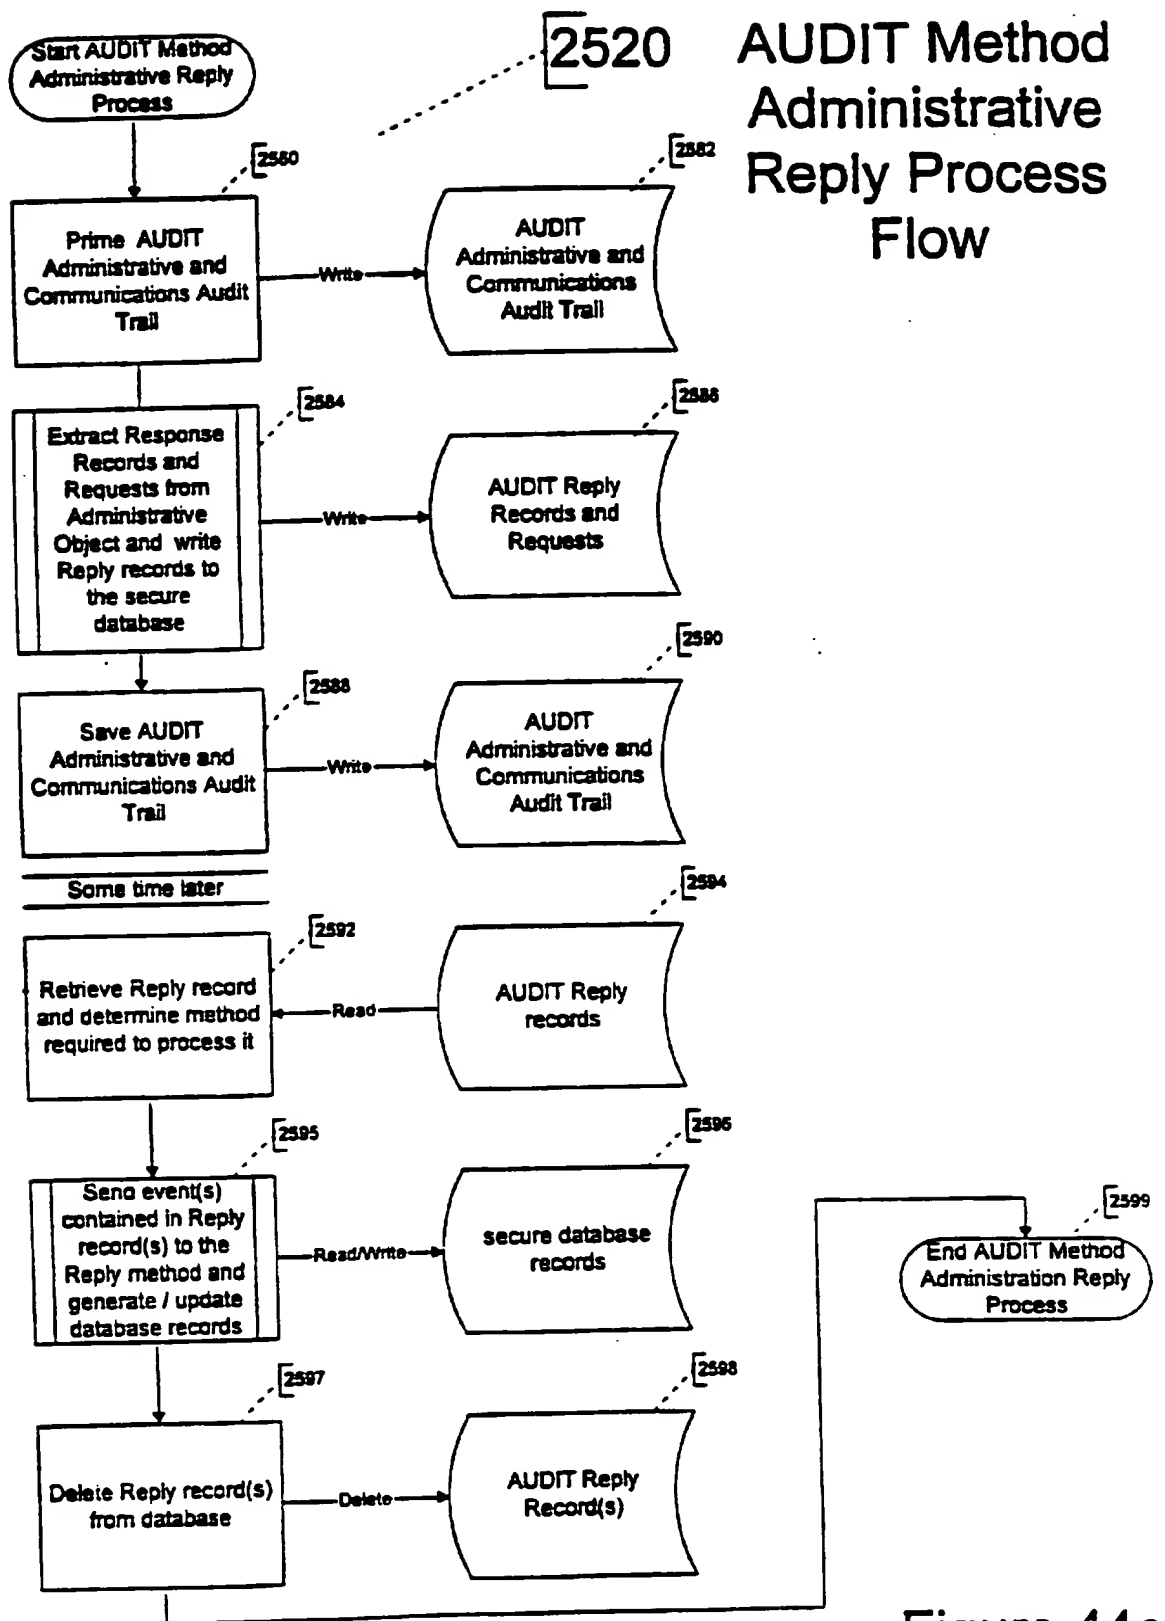 2520
AUDIT Method
Administrative
Reply Process
Flow
Start AUDIT Method
Administrative Reply
Process
2580
Prime AUDIT
Administrative and
Communications Audit
Trail
Write
2582
AUDIT
Administrative and
Communications
Audit Trail
2584
Extract Response
Records and
Requests from
Administrative
Object and write
Reply records to
the secure
database
Write
2586
AUDIT Reply
Records and
Requests
2588
Save AUDIT
Administrative and
Communications Audit
Trail
Write
2590
AUDIT
Administrative and
Communications
Audit Trail
Some time later
2592
Retrieve Reply record
and determine method
required to process it
Read
2594
AUDIT Reply
records
2595
Send event(s)
contained in Reply
record(s) to the
Reply method and
generate / update
database records
Read/Write
2596
secure database
records
2597
Delete Reply record(s)
from database
Delete
2598
AUDIT Reply
Record(s)
2599
End AUDIT Method
Administration Reply
Process
Figure